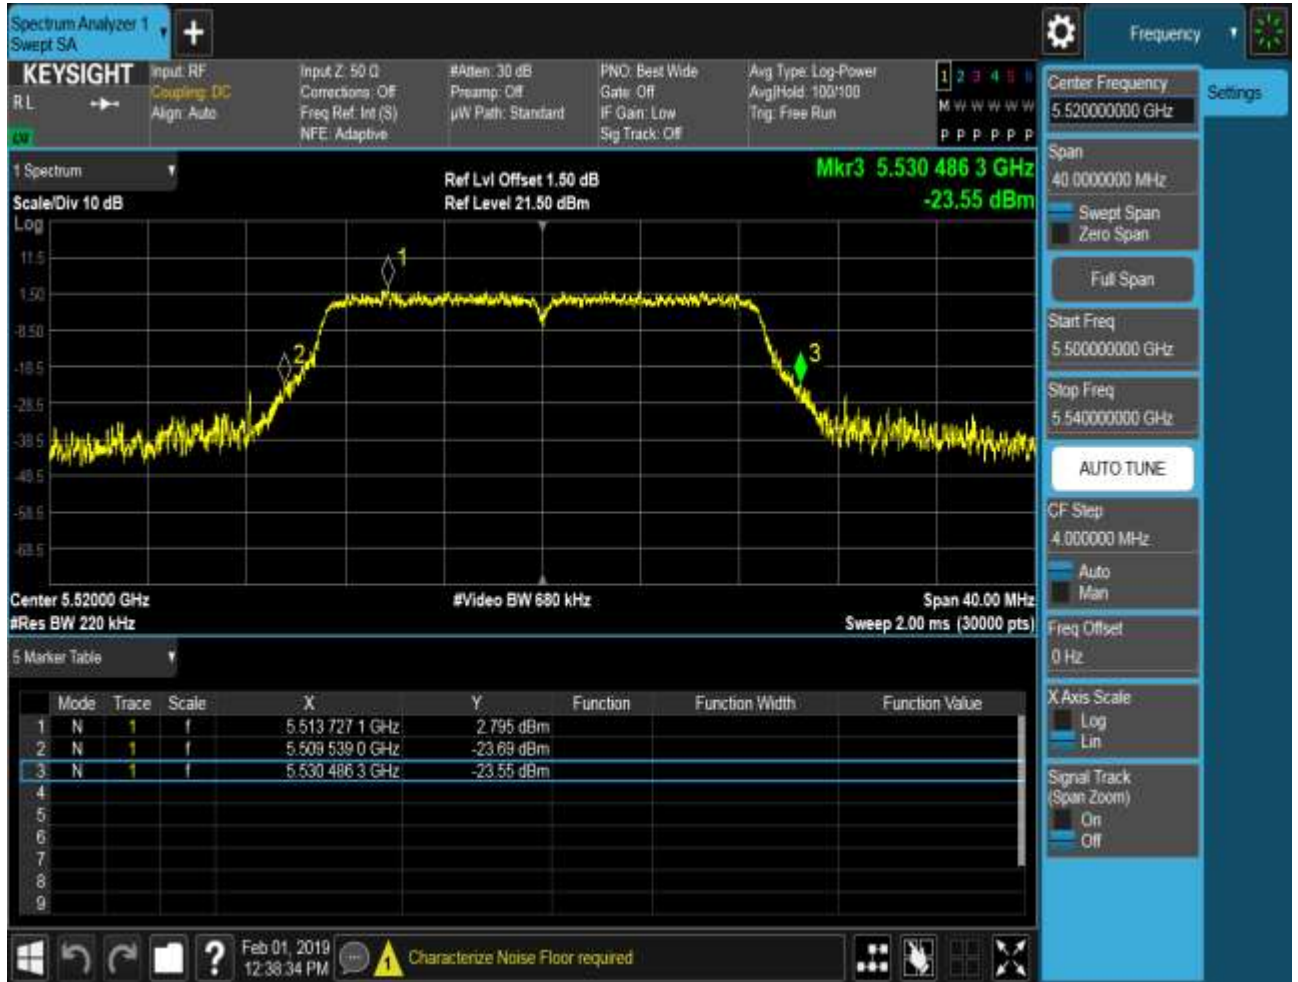 Spectrum Analyzer 1
Swept SA
+
Frequency
KEYSIGHT
RL
Input: RF
Coupling: DC
Align: Auto
Input Z: 50 Ω
Corrections: Off
Freq Ref: Int (S)
NFE: Adaptive
#Atten: 30 dB
Preamp: Off
µW Path: Standard
PNO: Best Wide
Gate: Off
IF Gain: Low
Sig Track: Off
Avg Type: Log-Power
Avg|Hold: 100/100
Trig: Free Run
1 2 3 4 5 6
M W W W W W
P P P P P P
1 Spectrum
Scale/Div 10 dB
Ref Lvl Offset 1.50 dB
Ref Level 21.50 dBm
Mkr3 5.530 486 3 GHz
-23.55 dBm
Log
11.5
1.50
-8.50
-18.5
-28.5
-38.5
-48.5
-58.5
-68.5
1
2
3
Center 5.52000 GHz
#Res BW 220 kHz
#Video BW 680 kHz
Span 40.00 MHz
Sweep 2.00 ms (30000 pts)
5 Marker Table
Mode Trace Scale X Y Function Function Width Function Value
1 N 1 f 5.513 727 1 GHz 2.795 dBm
2 N 1 f 5.509 539 0 GHz -23.69 dBm
3 N 1 f 5.530 486 3 GHz -23.55 dBm
4
5
6
7
8
9
Feb 01, 2019
12:38:34 PM
?
1
Characterize Noise Floor required
Center Frequency
5.520000000 GHz
Settings
Span
40.0000000 MHz
Swept Span
Zero Span
Full Span
Start Freq
5.500000000 GHz
Stop Freq
5.540000000 GHz
AUTO TUNE
CF Step
4.000000 MHz
Auto
Man
Freq Offset
0 Hz
X Axis Scale
Log
Lin
Signal Track
(Span Zoom)
On
Off